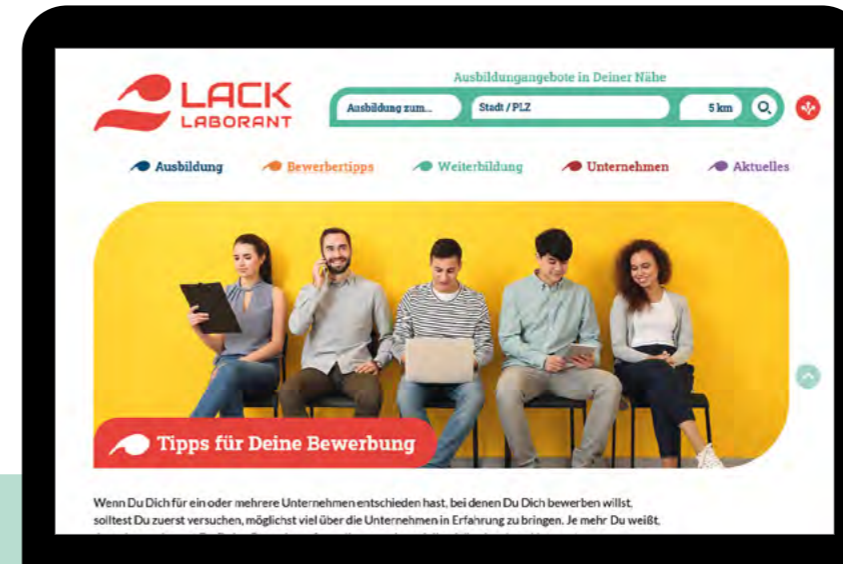 LACK
LABORANT
Ausbildungangebote in Deiner Nähe
Ausbildung zum...
Stadt / PLZ
5 km
Ausbildung
Bewerbertipps
Weiterbildung
Unternehmen
Aktuelles
Tipps für Deine Bewerbung
Wenn Du Dich für ein oder mehrere Unternehmen entschieden hast, bei denen Du Dich bewerben willst,
solltest Du zuerst versuchen, möglichst viel über die Unternehmen in Erfahrung zu bringen. Je mehr Du weißt,